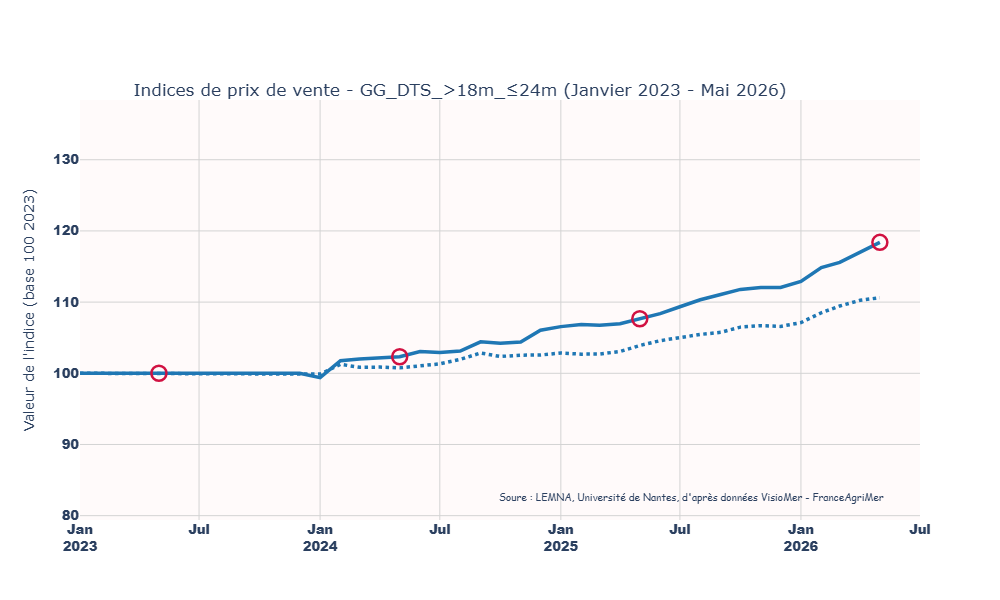 Indices de prix de vente - GG_DTS_>18m_≤24m (Janvier 2023 - Mai 2026)
Valeur de l'indice (base 100 2023)
130
120
110
100
90
80
Soure : LEMNA, Université de Nantes, d'après données VisioMer - FranceAgriMer
Jan Jul Jan Jul Jan Jul Jan Jul
2023 2024 2025 2026